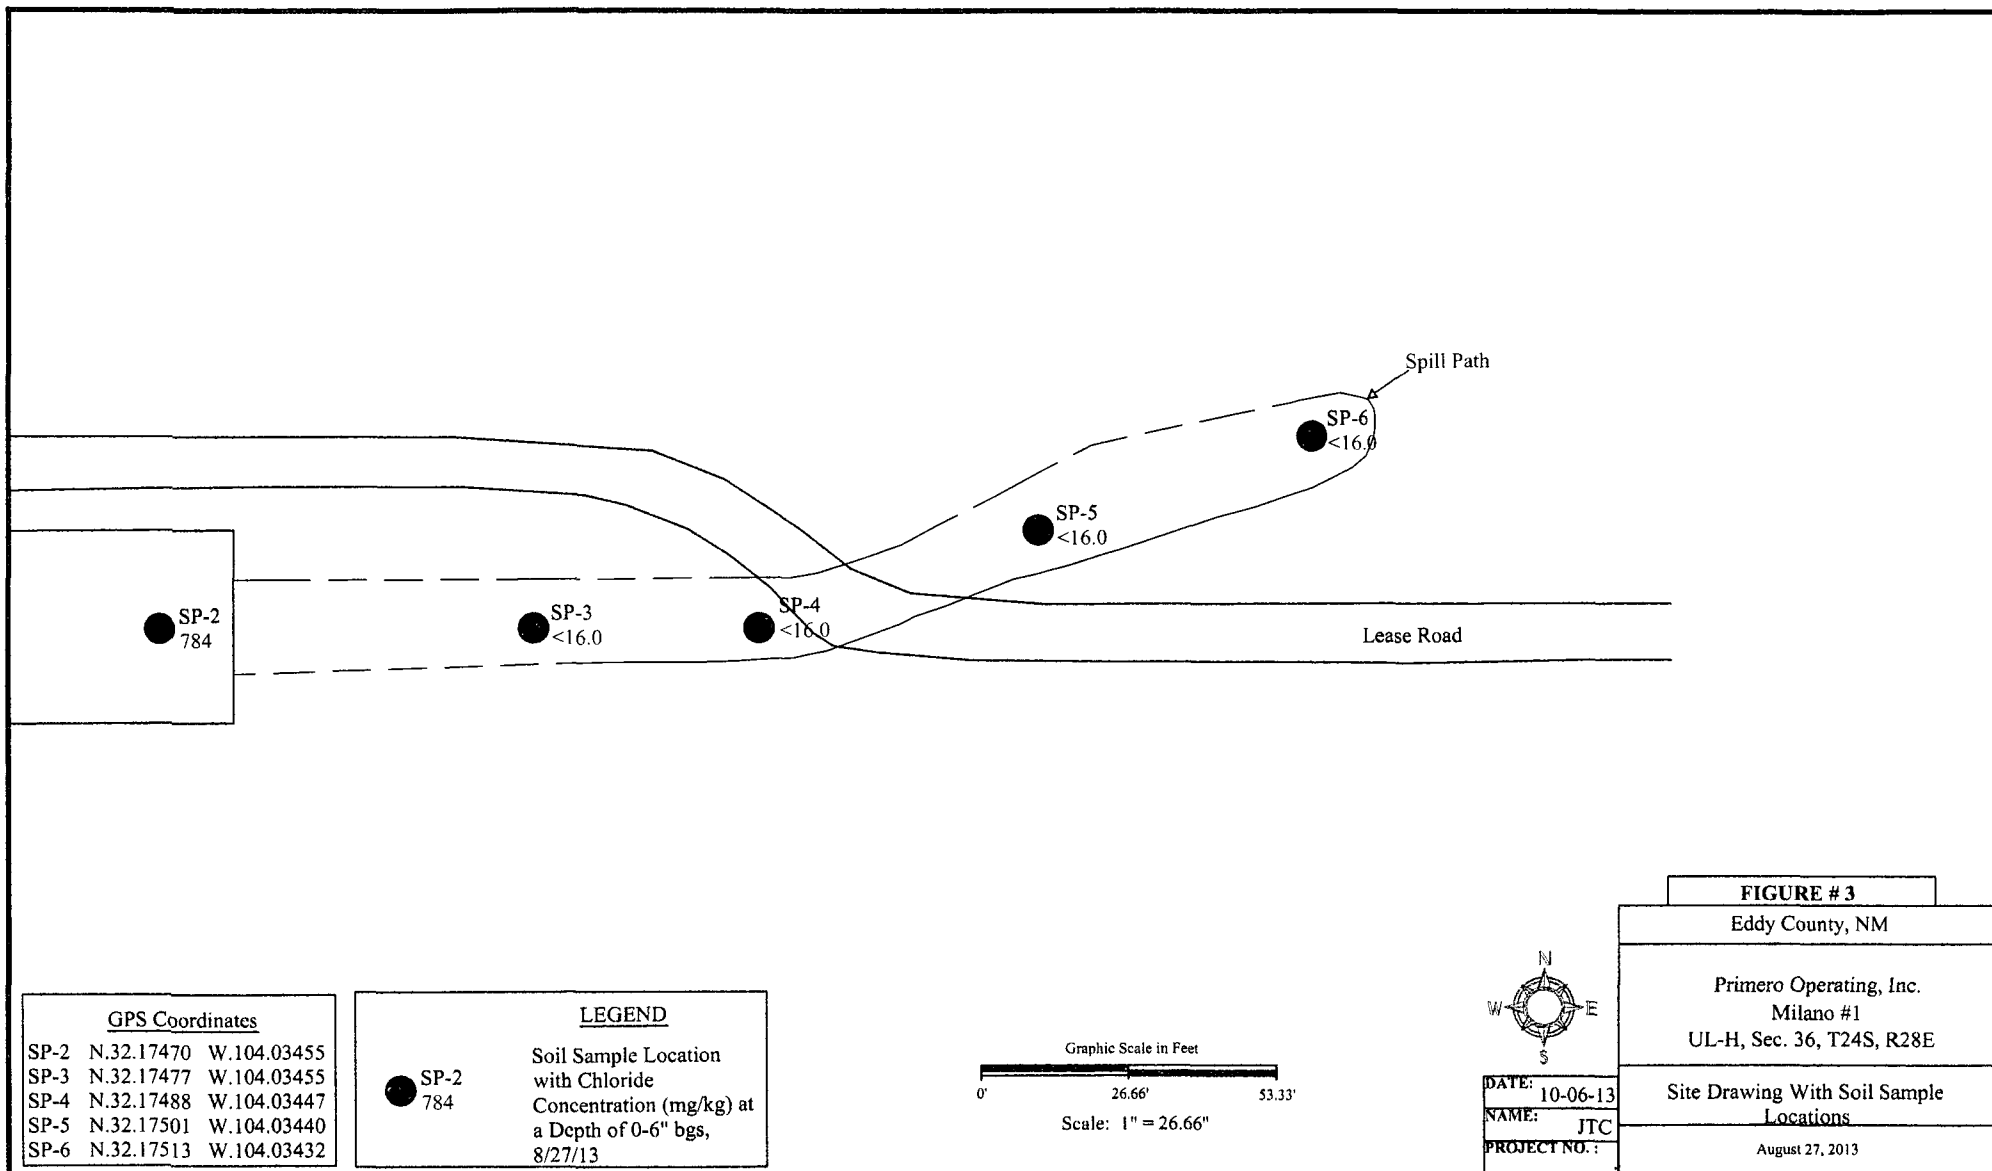 Spill Path
SP-6
<16.0
SP-5
<16.0
SP-2
784
SP-3
<16.0
SP-4
<16.0
Lease Road
GPS Coordinates
SP-2 N.32.17470 W.104.03455
SP-3 N.32.17477 W.104.03455
SP-4 N.32.17488 W.104.03447
SP-5 N.32.17501 W.104.03440
SP-6 N.32.17513 W.104.03432
LEGEND
SP-2
784
Soil Sample Location
with Chloride
Concentration (mg/kg) at
a Depth of 0-6" bgs,
8/27/13
Graphic Scale in Feet
0' 26.66' 53.33'
Scale: 1" = 26.66"
N
W E
S
DATE:
10-06-13
NAME:
JTC
PROJECT NO. :
FIGURE # 3
Eddy County, NM
Primero Operating, Inc.
Milano #1
UL-H, Sec. 36, T24S, R28E
Site Drawing With Soil Sample
Locations
August 27, 2013